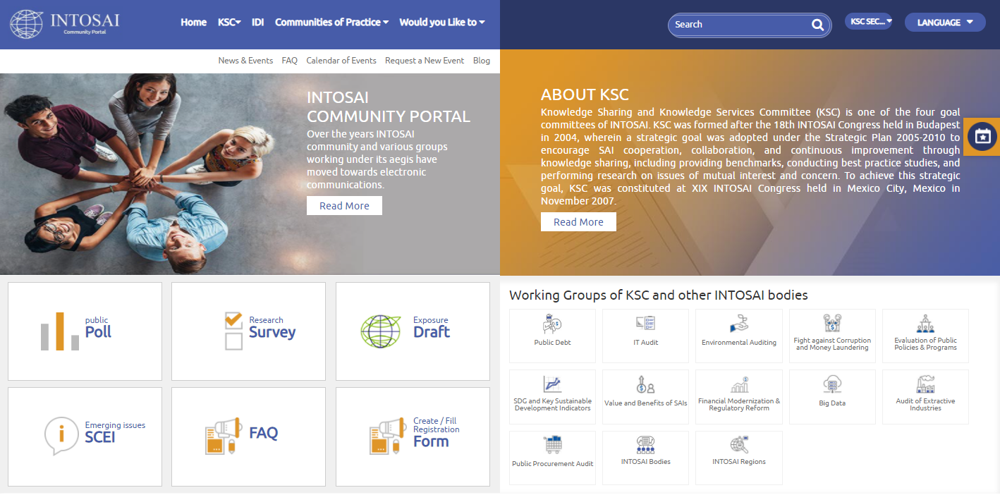 INTOSAI
Community Portal
Home KSC IDI Communities of Practice Would you Like to
Search
KSC SEC...
LANGUAGE
News & Events FAQ Calendar of Events Request a New Event Blog
INTOSAI
COMMUNITY PORTAL
Over the years INTOSAI
community and various groups
working under its aegis have
moved towards electronic
communications.
Read More
ABOUT KSC
Knowledge Sharing and Knowledge Services Committee (KSC) is one of the four goal
committees of INTOSAI. KSC was formed after the 18th INTOSAI Congress held in Budapest
in 2004, wherein a strategic goal was adopted under the Strategic Plan 2005-2010 to
encourage SAI cooperation, collaboration, and continuous improvement through
knowledge sharing, including providing benchmarks, conducting best practice studies, and
performing research on issues of mutual interest and concern. To achieve this strategic
goal, KSC was constituted at XIX INTOSAI Congress held in Mexico City, Mexico in
November 2007.
Read More
public
Poll
Research
Survey
Exposure
Draft
Emerging issues
SCEI
FAQ
Create / Fill
Registration
Form
Working Groups of KSC and other INTOSAI bodies
Public Debt
IT Audit
Environmental Auditing
Fight against Corruption
and Money Laundering
Evaluation of Public
Policies & Programs
SDG and Key Sustainable
Development Indicators
Value and Benefits of SAIs
Financial Modernization &
Regulatory Reform
Big Data
Audit of Extractive
Industries
Public Procurement Audit
INTOSAI Bodies
INTOSAI Regions